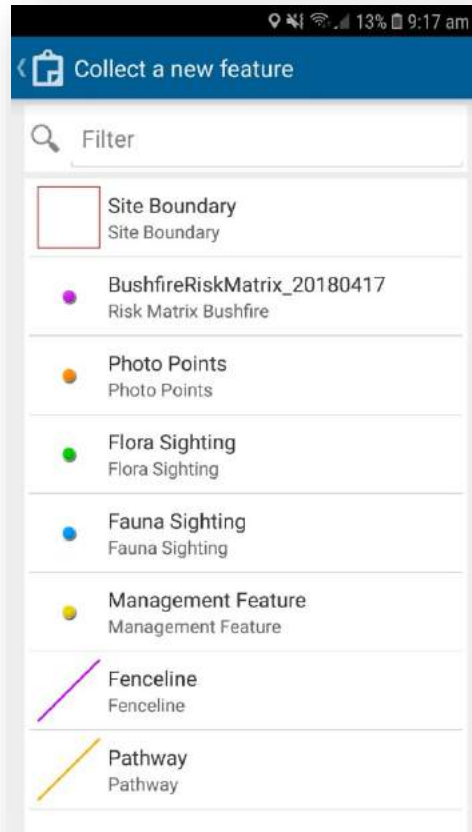 13% 9:17 am
Collect a new feature
Filter
Site Boundary
Site Boundary
BushfireRiskMatrix_20180417
Risk Matrix Bushfire
Photo Points
Photo Points
Flora Sighting
Flora Sighting
Fauna Sighting
Fauna Sighting
Management Feature
Management Feature
Fenceline
Fenceline
Pathway
Pathway